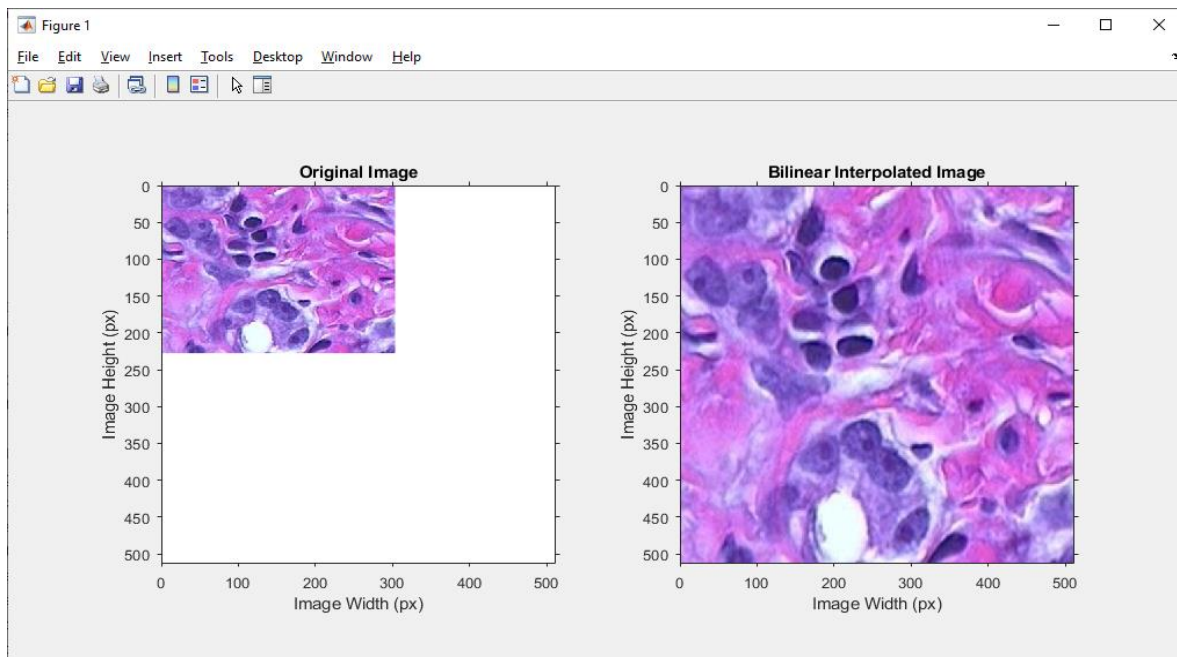 Figure 1
File Edit View Insert Tools Desktop Window Help
Original Image
0
50
100
150
200
250
300
350
400
450
500
Image Height (px)
0 100 200 300 400 500
Image Width (px)
Bilinear Interpolated Image
0
50
100
150
200
250
300
350
400
450
500
Image Height (px)
0 100 200 300 400 500
Image Width (px)